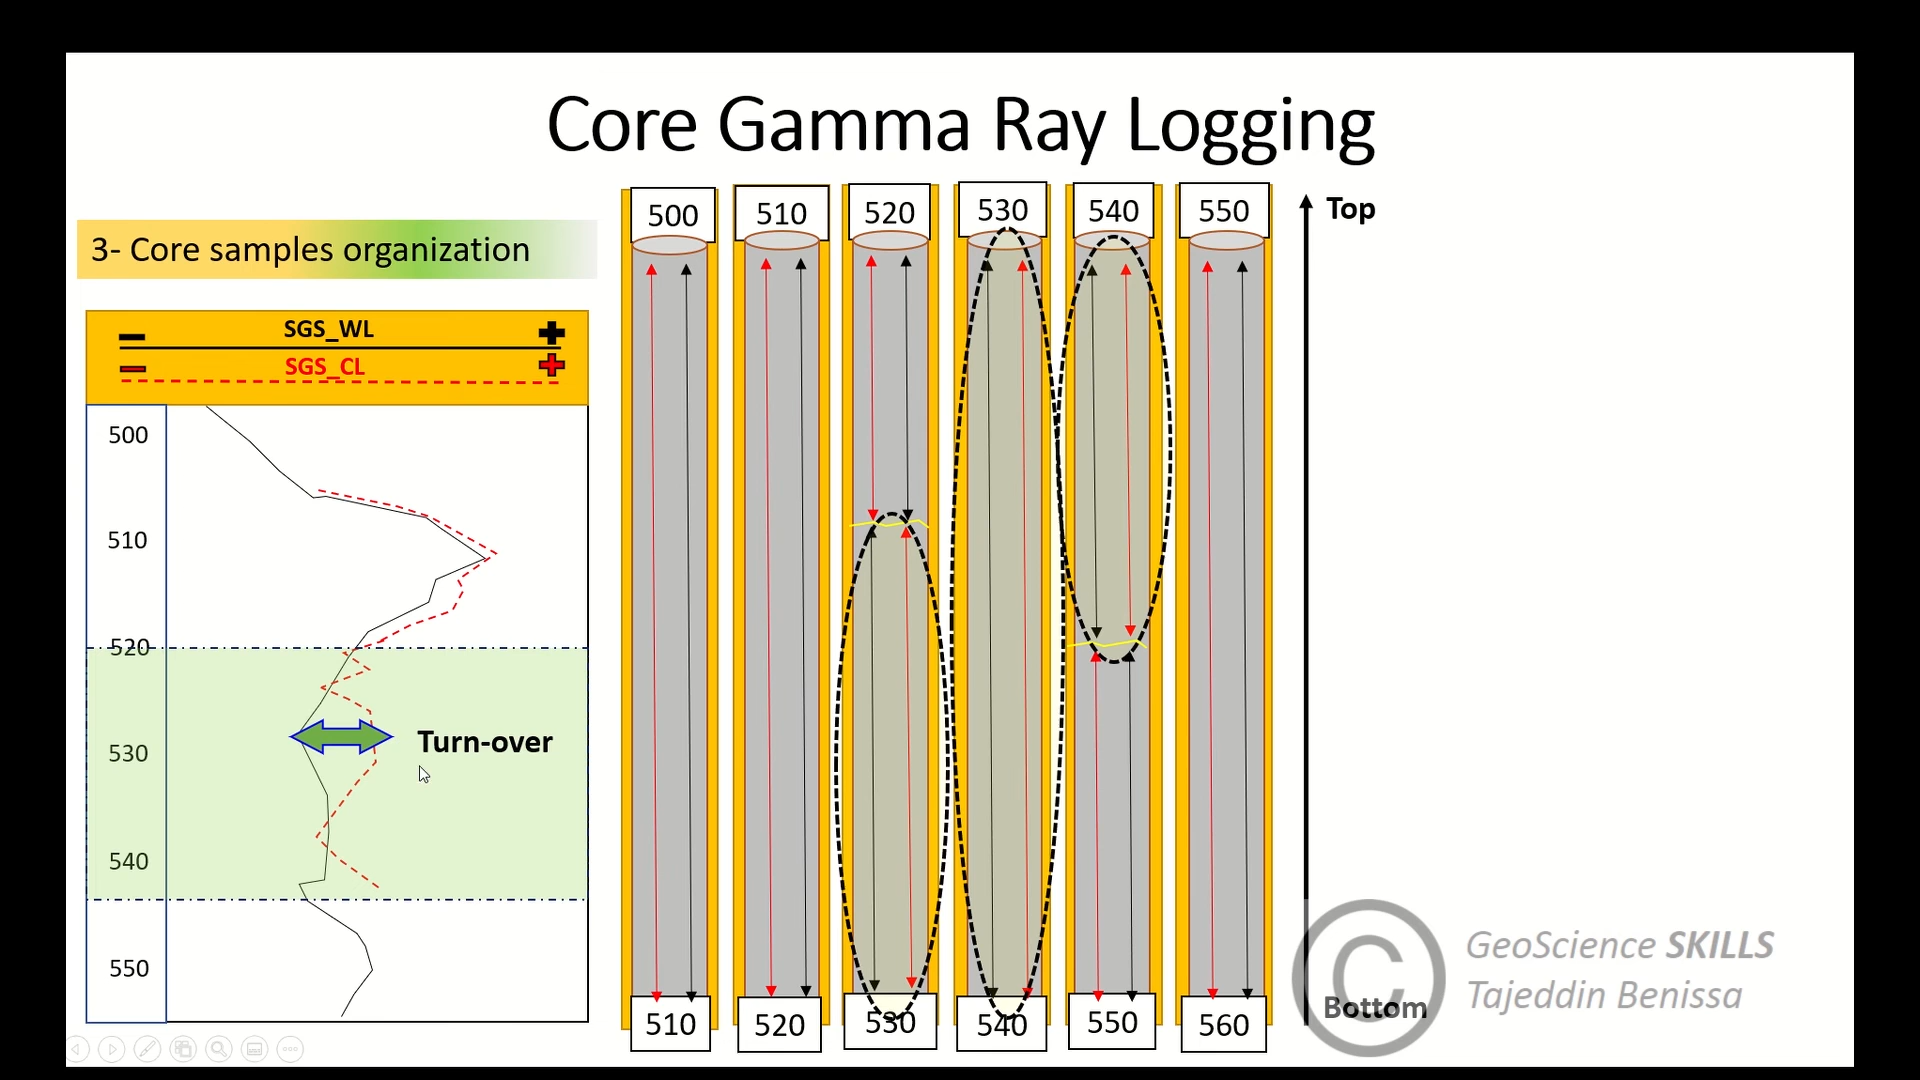 Core Gamma Ray Logging
3- Core samples organization
SGS_WL
SGS_CL
500
510
520
530
540
550
Turn-over
500 510 520 530 540 550
510 520 530 540 550 560
Top
Bottom
©
GeoScience SKILLS
Tajeddin Benissa